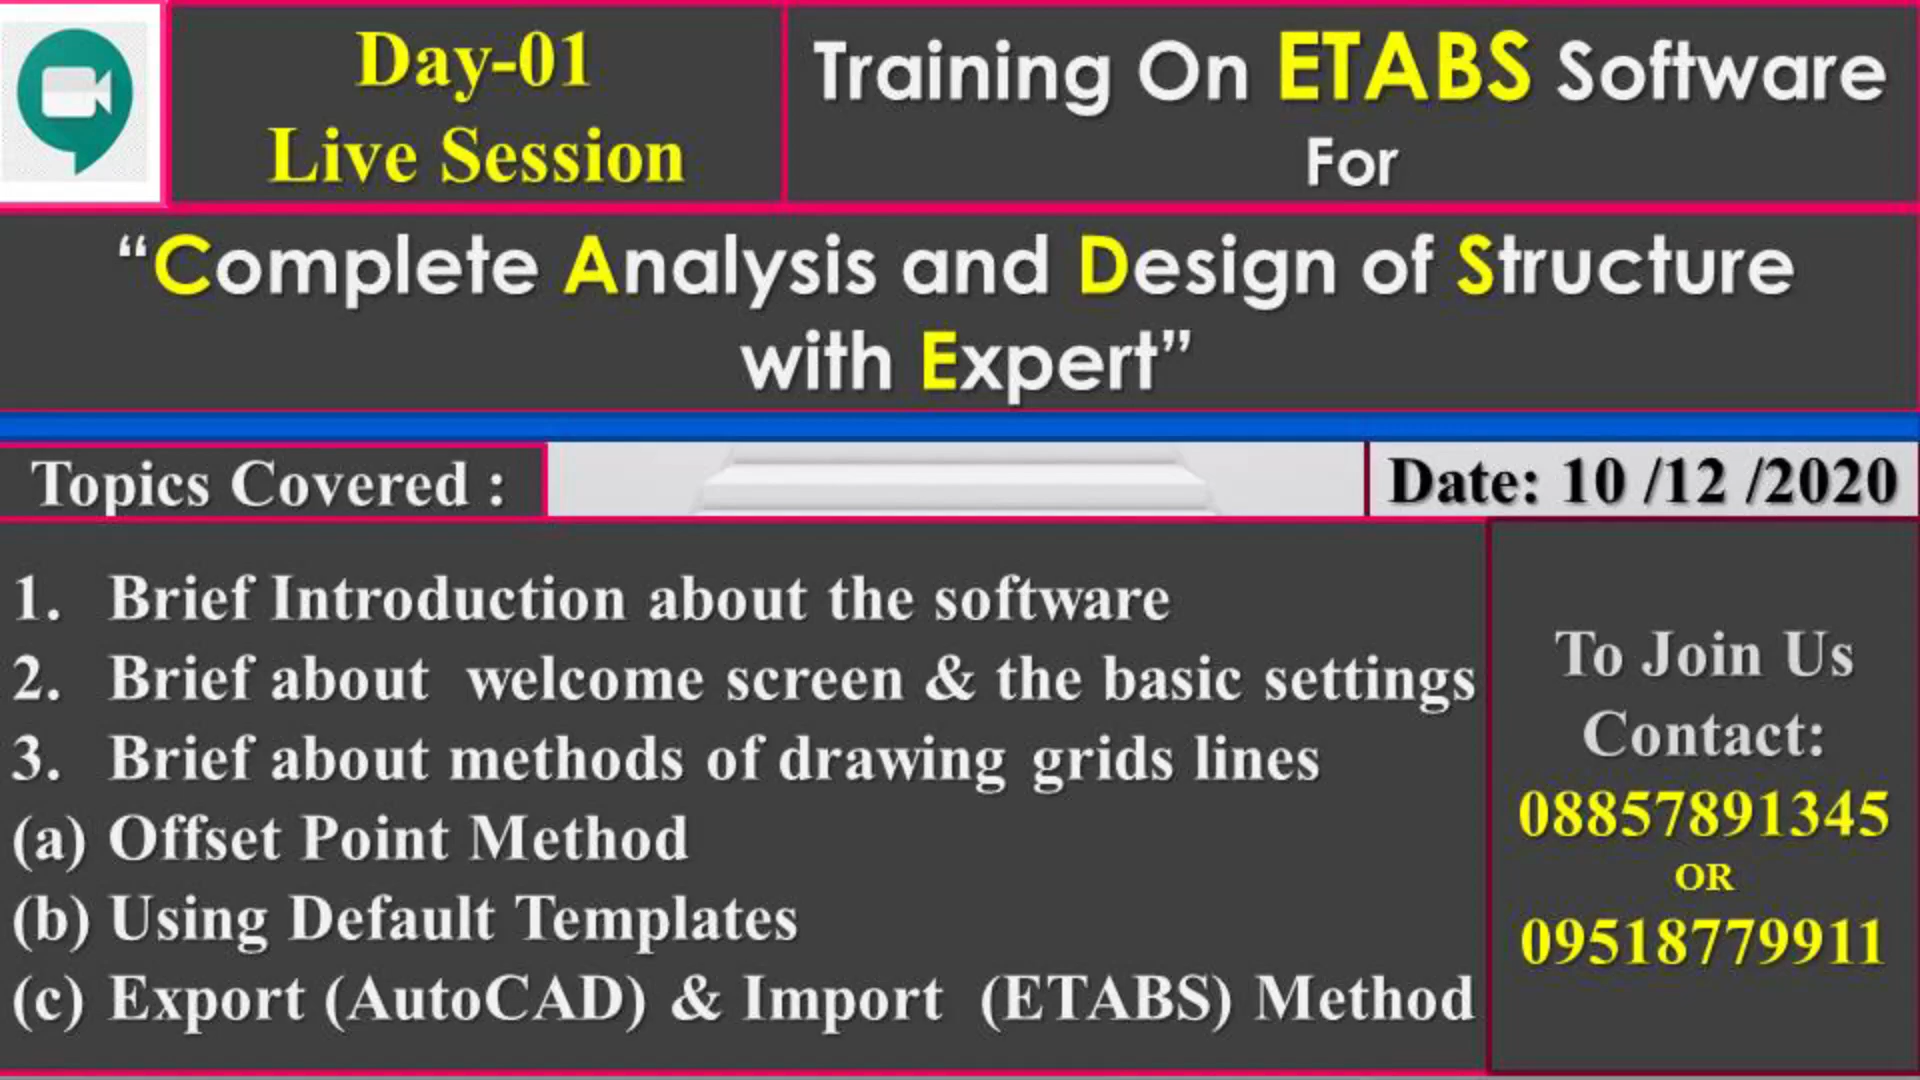 Day-01
Live Session
Training On ETABS Software
For
“Complete Analysis and Design of Structure
with Expert”
Topics Covered :
Date: 10 /12 /2020
1. Brief Introduction about the software
2. Brief about welcome screen & the basic settings
3. Brief about methods of drawing grids lines
(a) Offset Point Method
(b) Using Default Templates
(c) Export (AutoCAD) & Import (ETABS) Method
To Join Us
Contact:
08857891345
OR
09518779911